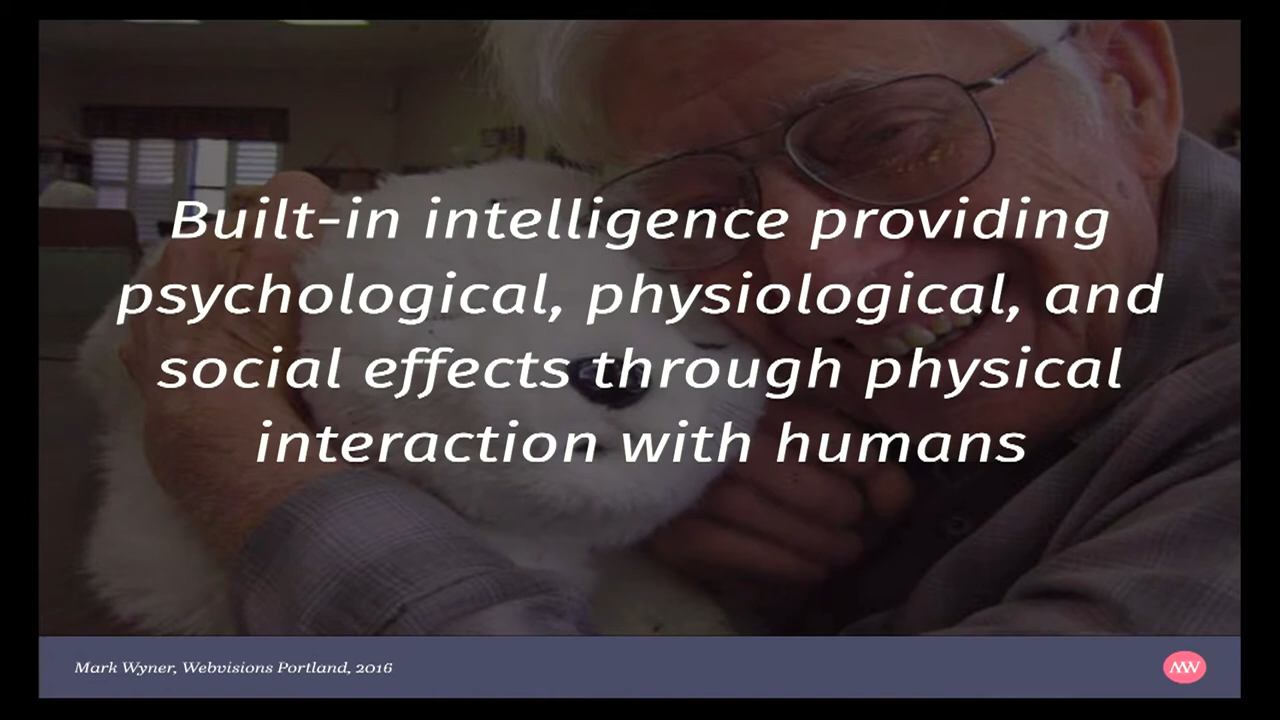 Built-in intelligence providing
psychological, physiological, and
social effects through physical
interaction with humans
Mark Wyner, Webvisions Portland, 2016
MW